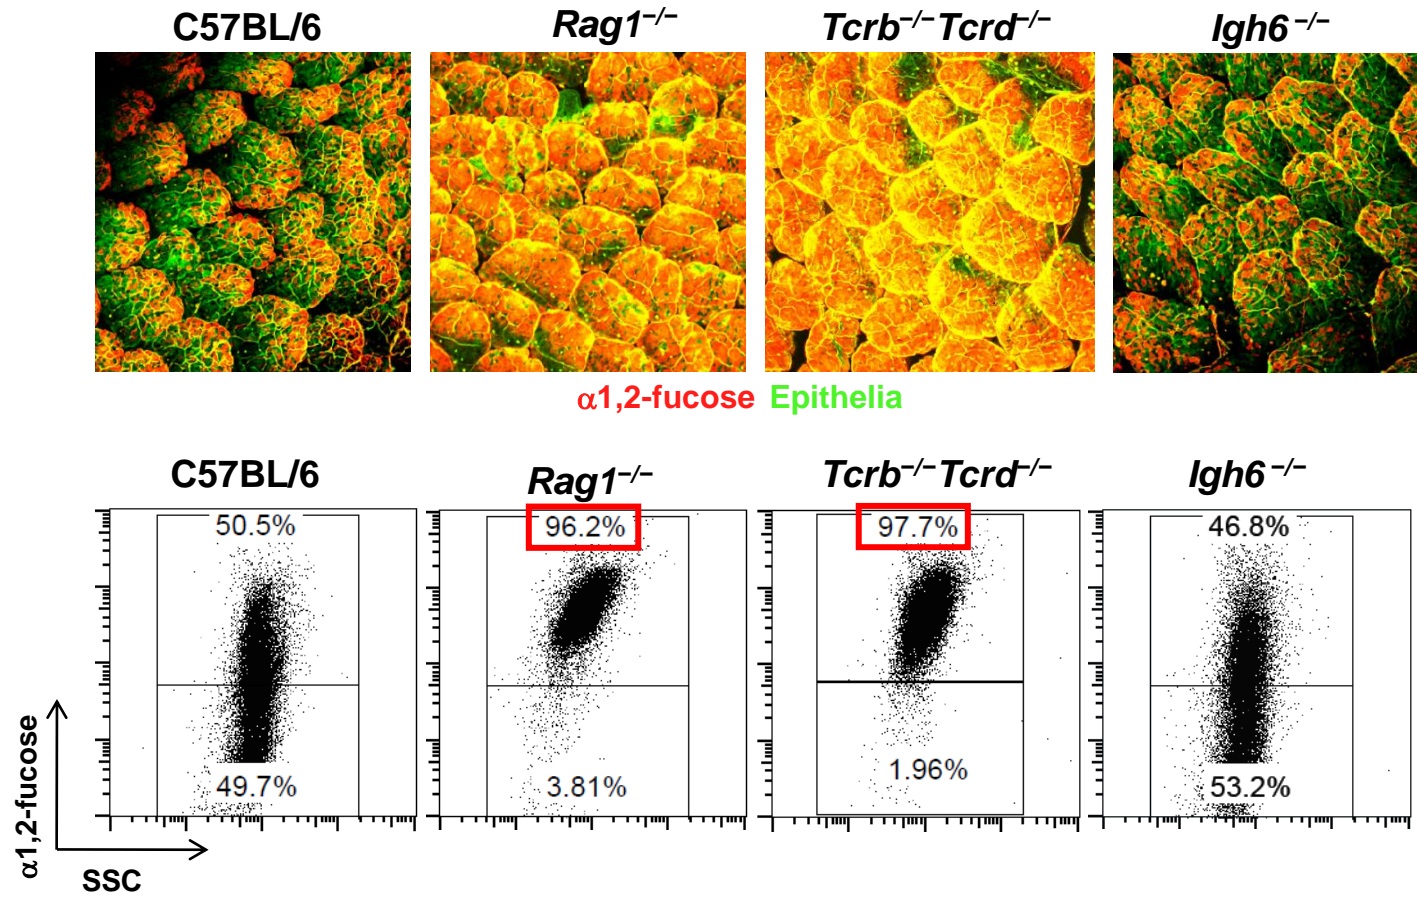 C57BL/6 Rag1−/− Tcrb−/−Tcrd−/− Igh6 −/−
α1,2-fucose Epithelia
C57BL/6 Rag1−/− Tcrb−/−Tcrd−/− Igh6 −/−
50.5% 96.2% 97.7% 46.8%
49.7% 3.81% 1.96% 53.2%
α1,2-fucose
SSC